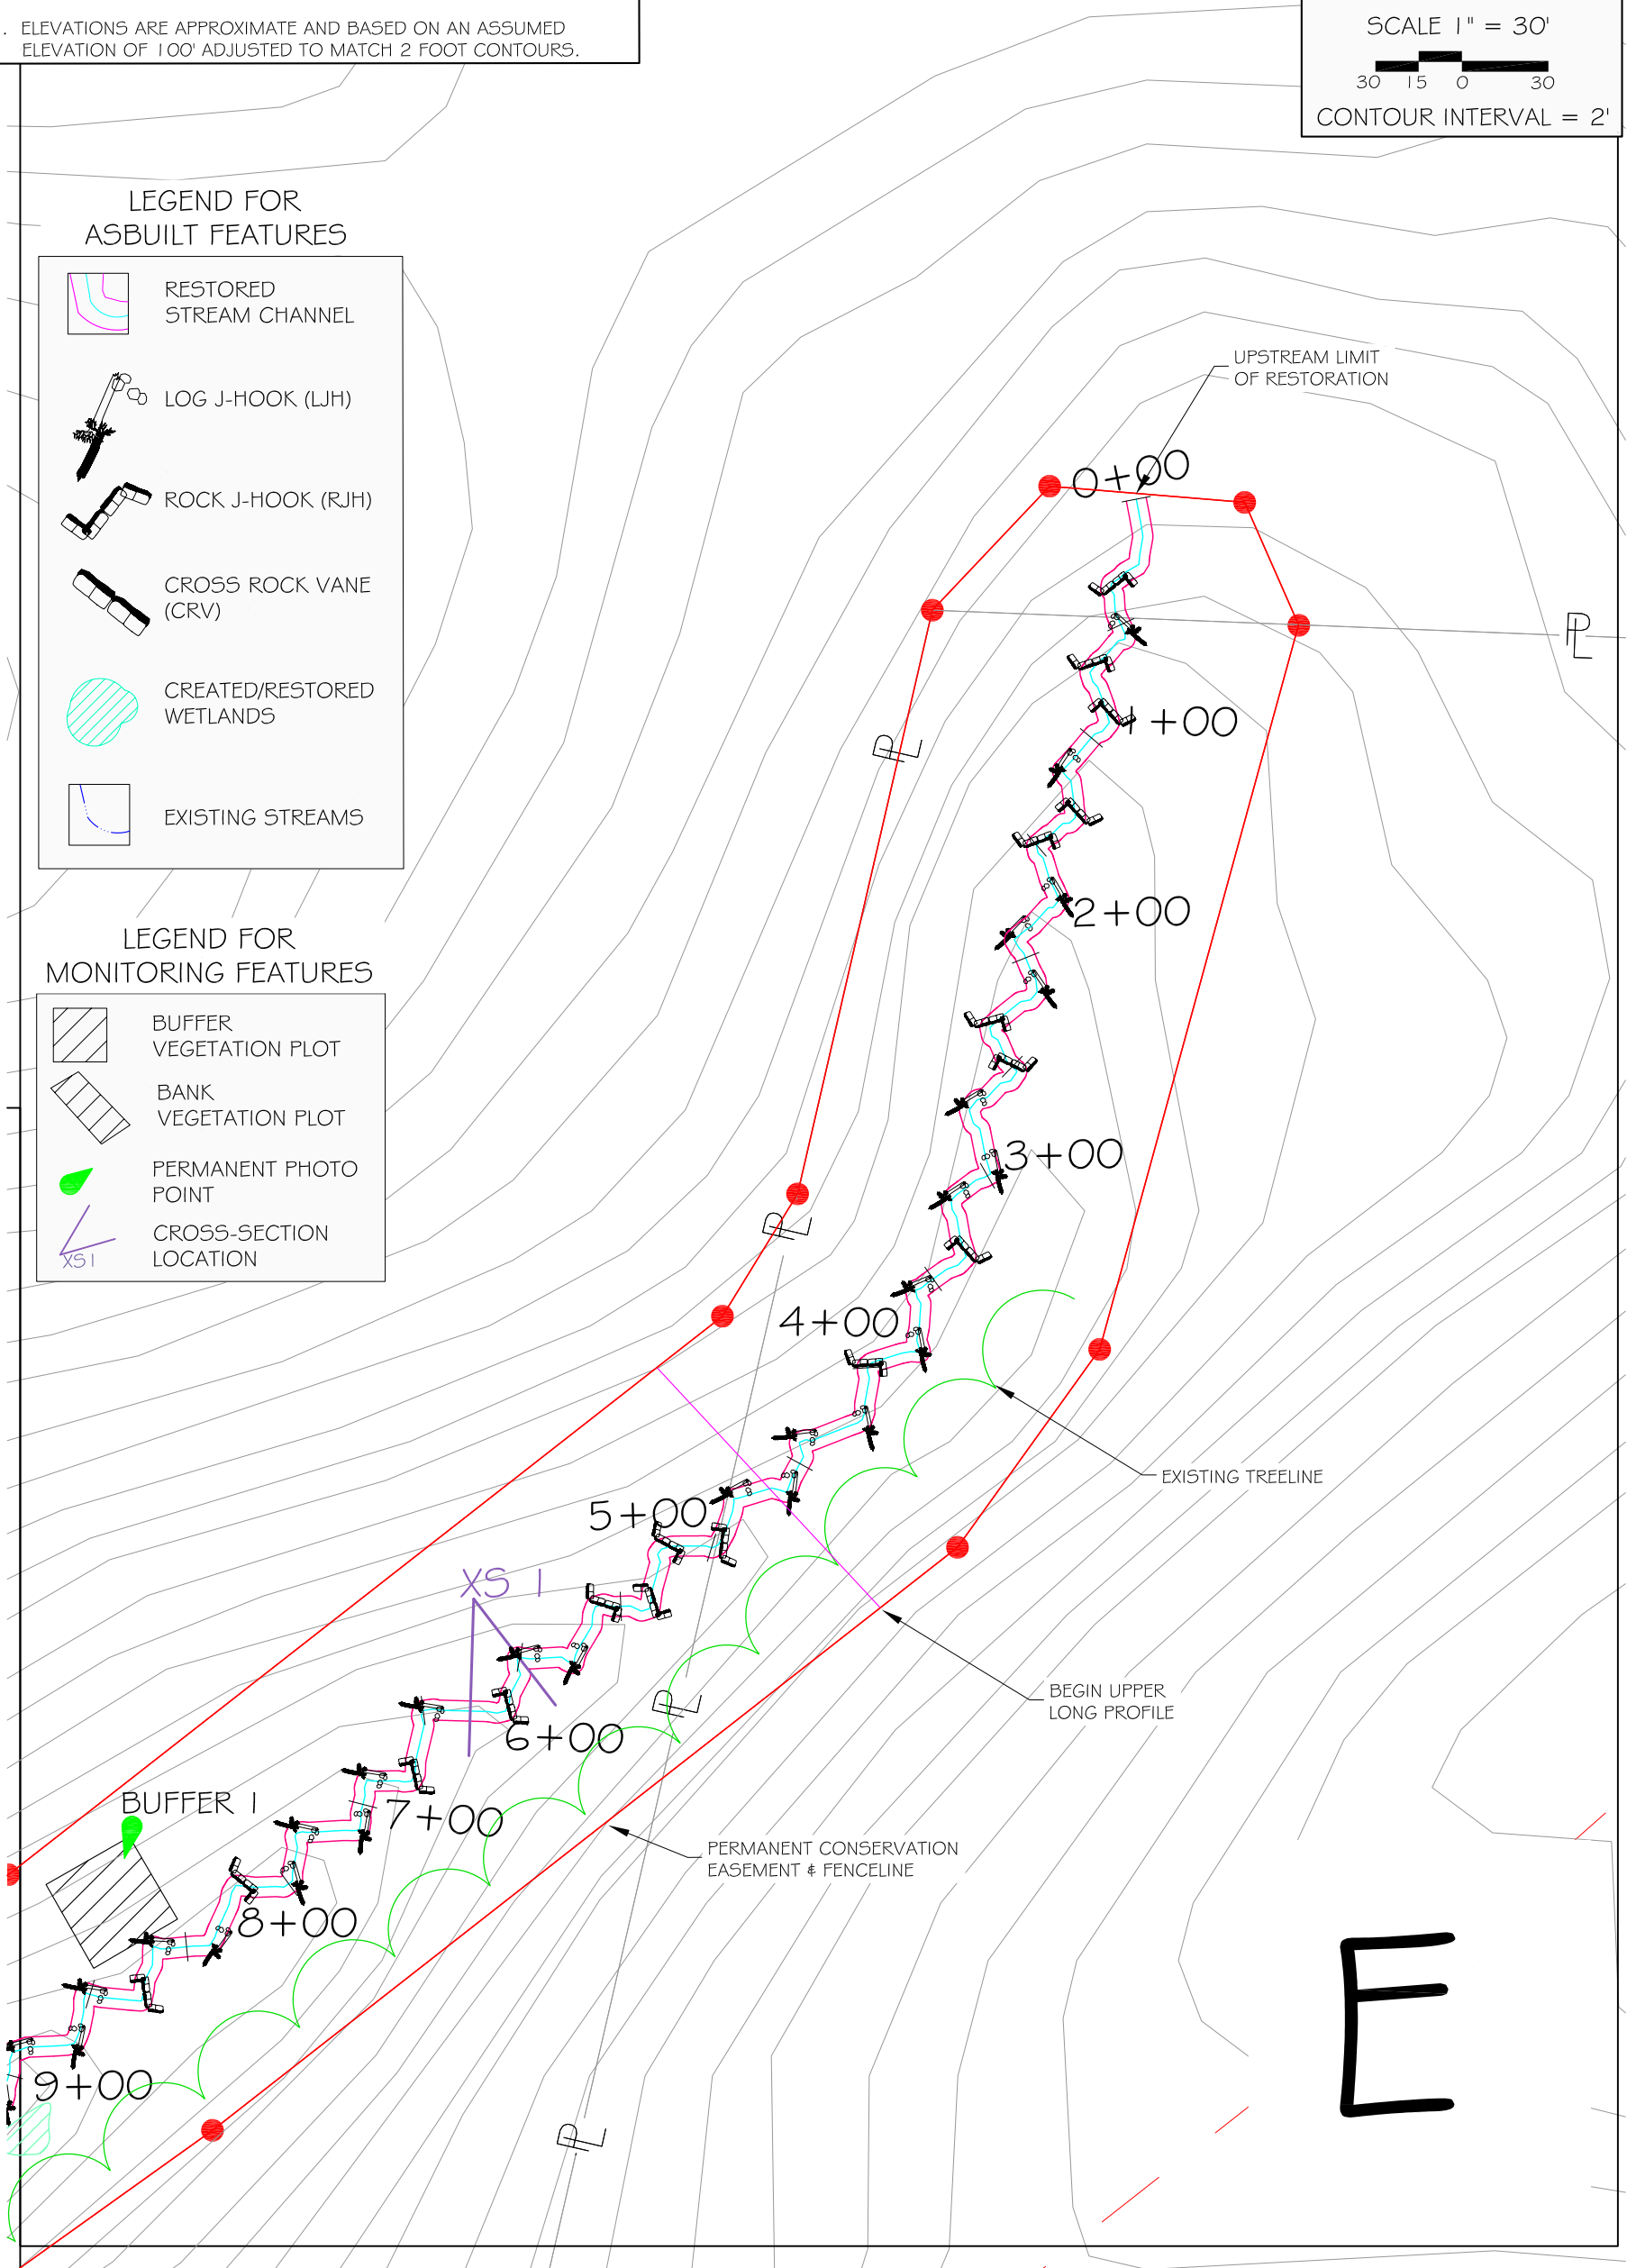 . ELEVATIONS ARE APPROXIMATE AND BASED ON AN ASSUMED
ELEVATION OF 100' ADJUSTED TO MATCH 2 FOOT CONTOURS.
SCALE 1" = 30'
30 15 0 30
CONTOUR INTERVAL = 2'
LEGEND FOR
ASBUILT FEATURES
RESTORED
STREAM CHANNEL
LOG J-HOOK (LJH)
ROCK J-HOOK (RJH)
CROSS ROCK VANE
(CRV)
CREATED/RESTORED
WETLANDS
EXISTING STREAMS
LEGEND FOR
MONITORING FEATURES
BUFFER
VEGETATION PLOT
BANK
VEGETATION PLOT
PERMANENT PHOTO
POINT
CROSS-SECTION
LOCATION
XS1
UPSTREAM LIMIT
OF RESTORATION
0+00
PL
1+00
PL
2+00
3+00
PL
4+00
EXISTING TREELINE
5+00
XS 1
BEGIN UPPER
LONG PROFILE
PL
6+00
BUFFER 1
7+00
PERMANENT CONSERVATION
EASEMENT & FENCELINE
8+00
9+00
PL
E